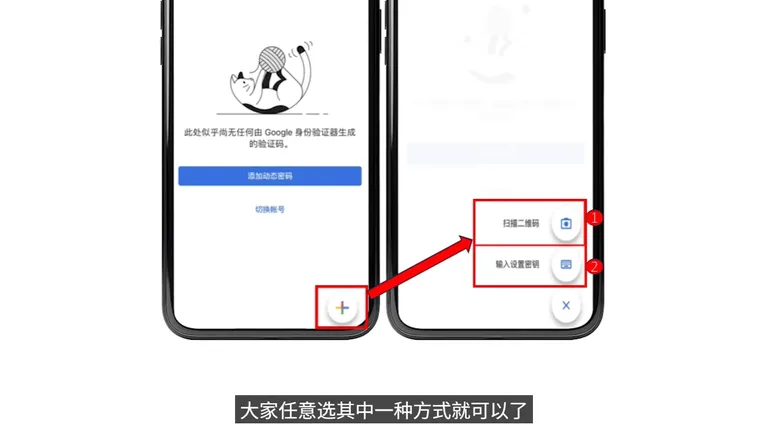 此处似乎尚无任何由 Google 身份验证器生成
的验证码。
添加动态密码
切换帐号
扫描二维码
1
输入设置密钥
2
大家任意选其中一种方式就可以了